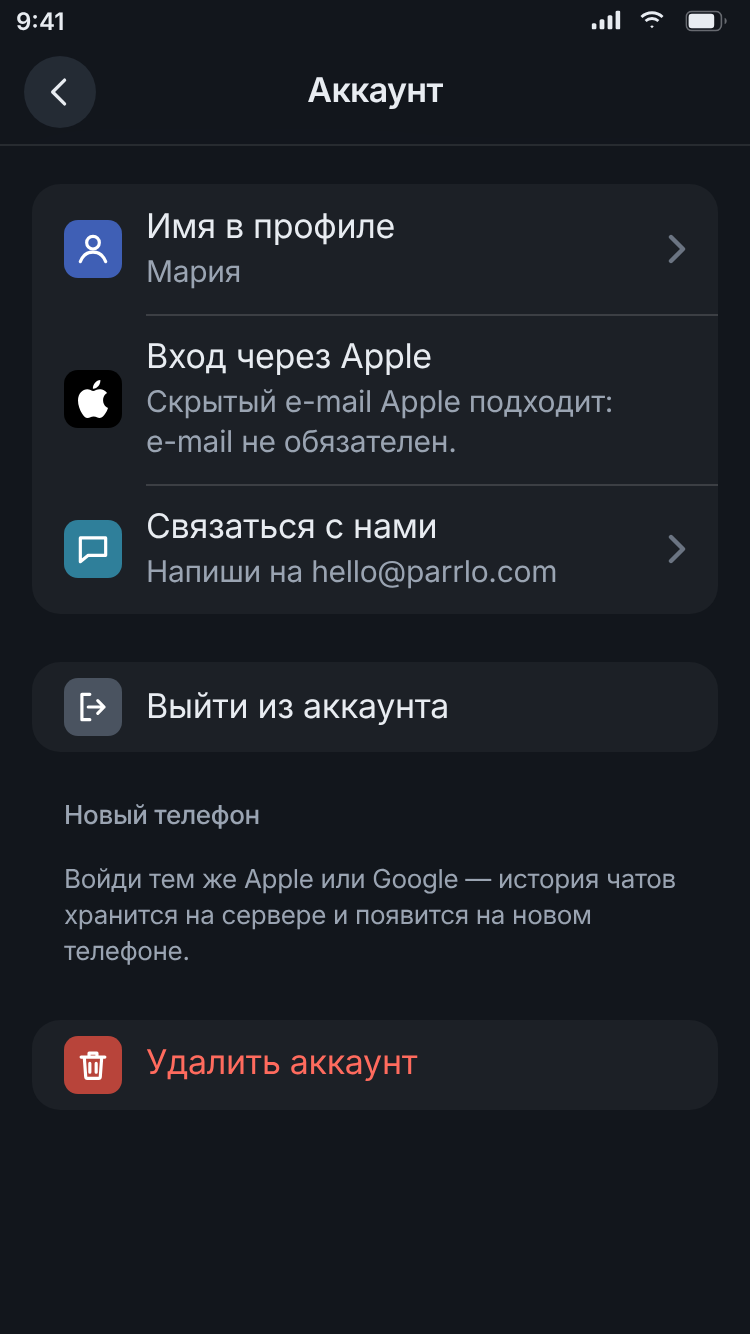 9:41
Аккаунт
Имя в профиле
Мария
Вход через Apple
Скрытый e-mail Apple подходит:
e-mail не обязателен.
Связаться с нами
Напиши на hello@parrlo.com
Выйти из аккаунта
Новый телефон
Войди тем же Apple или Google — история чатов
хранится на сервере и появится на новом
телефоне.
Удалить аккаунт